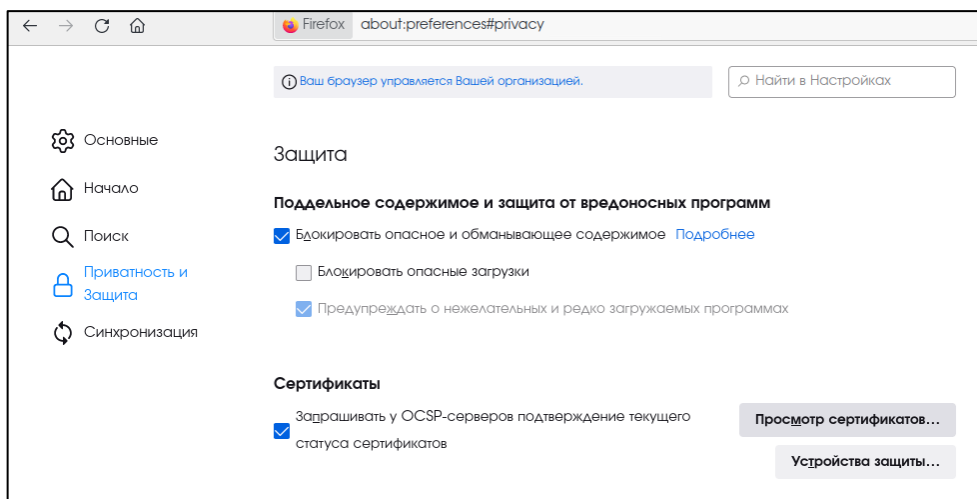 Firefox about:preferences#privacy
Ваш браузер управляется Вашей организацией.
Найти в Настройках
Основные
Начало
Поиск
Приватность и
Защита
Синхронизация
Защита
Поддельное содержимое и защита от вредоносных программ
Блокировать опасное и обманывающее содержимое Подробнее
Блокировать опасные загрузки
Предупреждать о нежелательных и редко загружаемых программах
Сертификаты
Запрашивать у OCSP-серверов подтверждение текущего
статуса сертификатов
Просмотр сертификатов...
Устройства защиты...